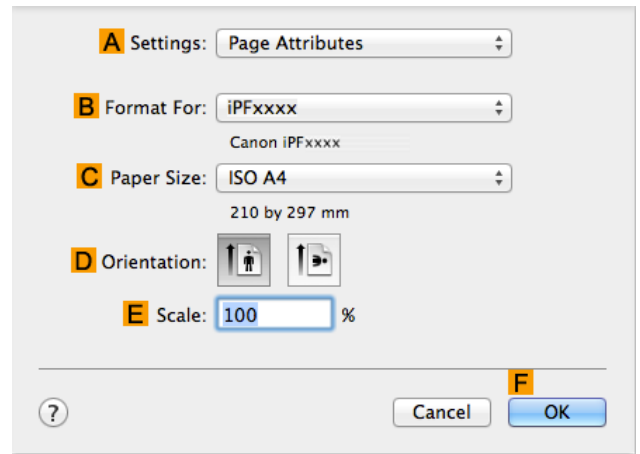 A Settings: Page Attributes
B Format For: iPFxxxx
Canon iPFxxxx
C Paper Size: ISO A4
210 by 297 mm
D Orientation:
E Scale: 100 %
F
? Cancel OK